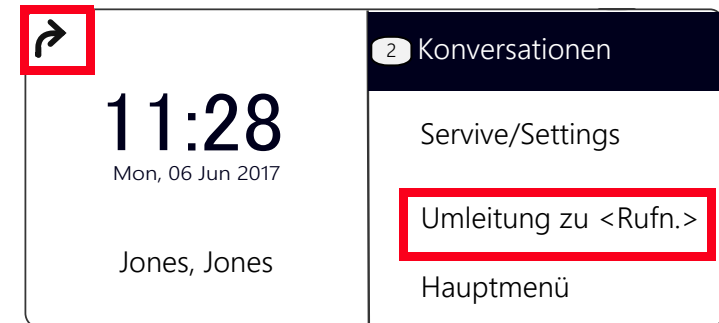 11:28
Mon, 06 Jun 2017
Jones, Jones
2 Konversationen
Servive/Settings
Umleitung zu <Rufn.>
Hauptmenü